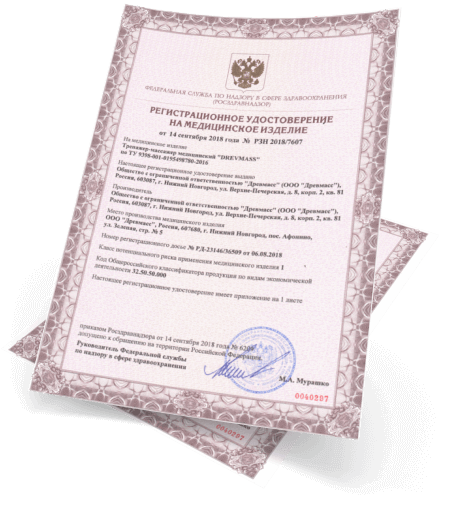 ФЕДЕРАЛЬНАЯ СЛУЖБА ПО НАДЗОРУ В СФЕРЕ ЗДРАВООХРАНЕНИЯ
(РОСЗДРАВНАДЗОР)
РЕГИСТРАЦИОННОЕ УДОСТОВЕРЕНИЕ
НА МЕДИЦИНСКОЕ ИЗДЕЛИЕ
от 14 сентября 2018 года № РЗН 2018/7607
На медицинское изделие
Тренажер-массажер медицинский "DREVMASS"
по ТУ 9398-001-0195498780-2016
Настоящее регистрационное удостоверение выдано
Общество с ограниченной ответственностью "Древмасс" (ООО "Древмасс"),
Россия, 603087, г. Нижний Новгород, ул. Верхне-Печерская, д. 8, корп. 2, кв. 81
Производитель
Общество с ограниченной ответственностью "Древмасс" (ООО "Древмасс"),
Россия, 603087, г. Нижний Новгород, ул. Верхне-Печерская, д. 8, корп. 2, кв. 81
Место производства медицинского изделия
ООО "Древмасс", Россия, 607680, г. Нижний Новгород, пос. Афонино,
ул. Зеленая, стр. № 5
Номер регистрационного досье № РД-23146/36509 от 06.08.2018
Класс потенциального риска применения медицинского изделия 1
Код Общероссийского классификатора продукции по видам экономической
деятельности 32.50.50.000
Настоящее регистрационное удостоверение имеет приложение на 1 листе
приказом Росздравнадзора от 14 сентября 2018 года №
допущено к обращению на территории Российской Федерации.
Руководитель Федеральной службы
по надзору в сфере здравоохранения
М.А. Мурашко
0040207
0040297